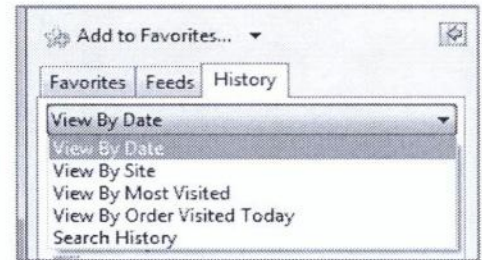 Add to Favorites...
Favorites Feeds History
View By Date
View By Date
View By Site
View By Most Visited
View By Order Visited Today
Search History